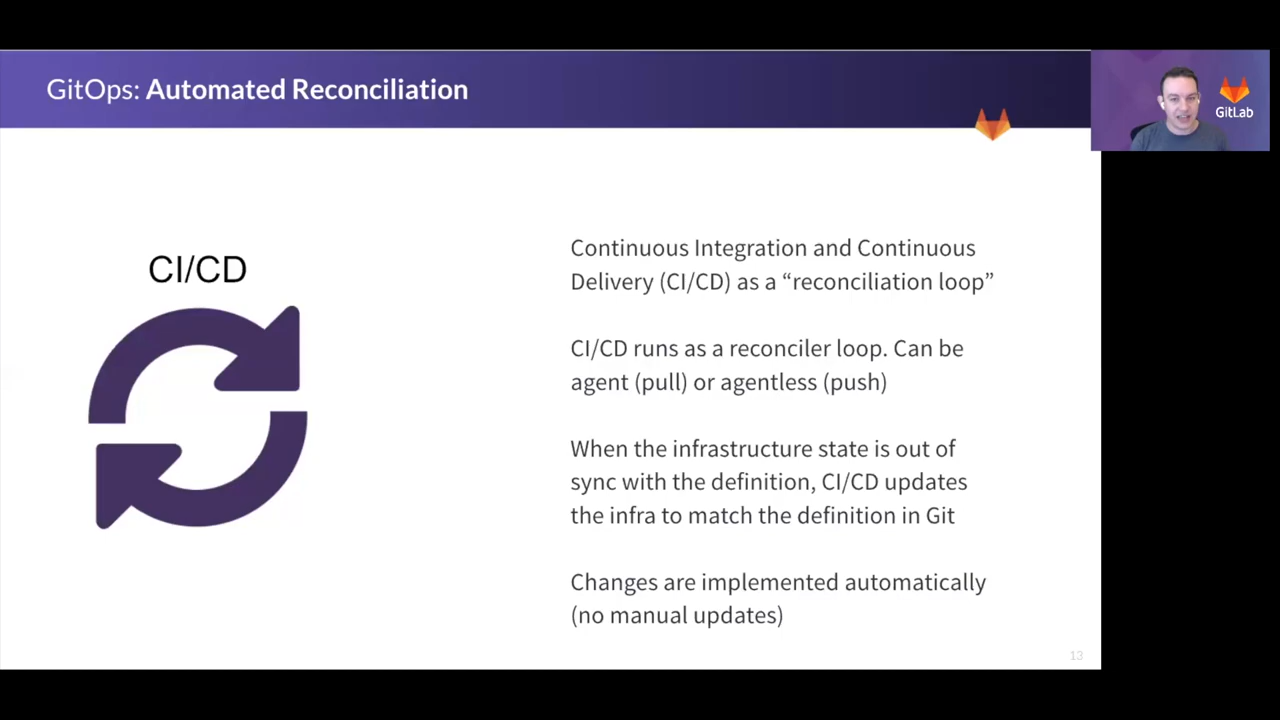 GitOps: Automated Reconciliation
GitLab
CI/CD
Continuous Integration and Continuous
Delivery (CI/CD) as a “reconciliation loop”
CI/CD runs as a reconciler loop. Can be
agent (pull) or agentless (push)
When the infrastructure state is out of
sync with the definition, CI/CD updates
the infra to match the definition in Git
Changes are implemented automatically
(no manual updates)
13